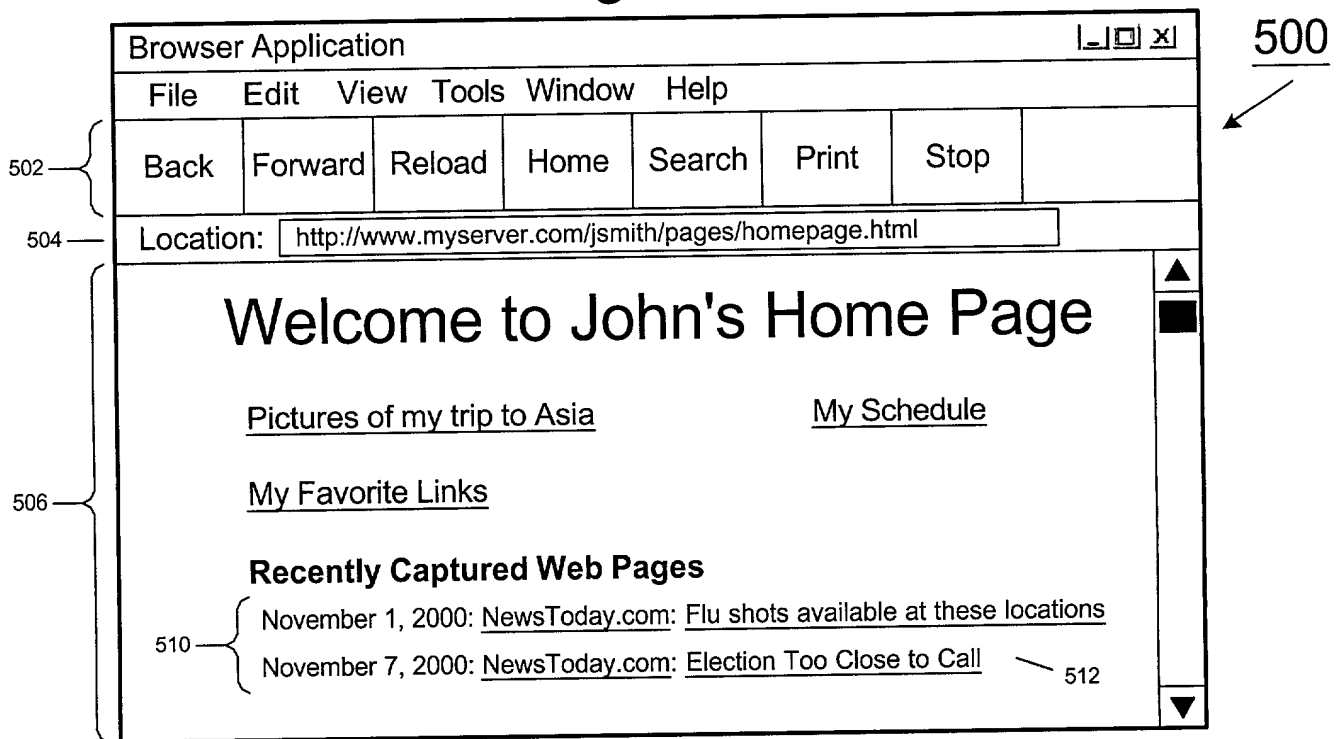 Browser Application
500
File Edit View Tools Window Help
502 Back Forward Reload Home Search Print Stop
504 Location: http://www.myserver.com/jsmith/pages/homepage.html
Welcome to John's Home Page
Pictures of my trip to Asia My Schedule
506 My Favorite Links
Recently Captured Web Pages
November 1, 2000: NewsToday.com: Flu shots available at these locations
510
November 7, 2000: NewsToday.com: Election Too Close to Call 512